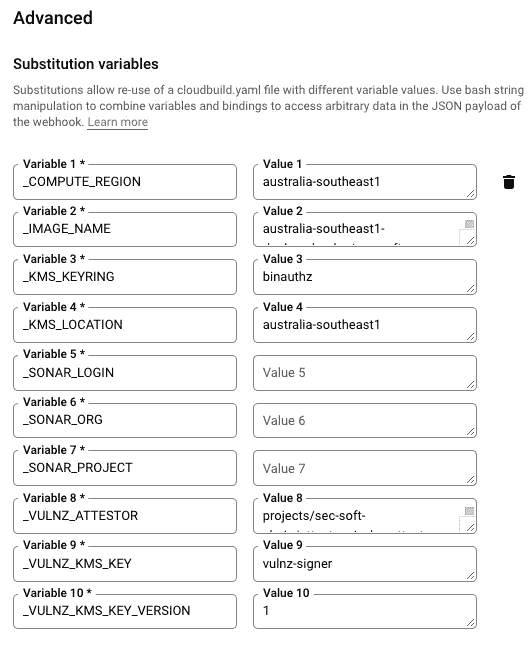 Advanced
Substitution variables
Substitutions allow re-use of a cloudbuild.yaml file with different variable values. Use bash string
manipulation to combine variables and bindings to access arbitrary data in the JSON payload of
the webhook. Learn more
Variable 1 * Value 1
_COMPUTE_REGION australia-southeast1
Variable 2 * Value 2
_IMAGE_NAME australia-southeast1-
Variable 3 * Value 3
_KMS_KEYRING binauthz
Variable 4 * Value 4
_KMS_LOCATION australia-southeast1
Variable 5 *
_SONAR_LOGIN Value 5
Variable 6 *
_SONAR_ORG Value 6
Variable 7 *
_SONAR_PROJECT Value 7
Variable 8 * Value 8
_VULNZ_ATTESTOR projects/sec-soft-
Variable 9 * Value 9
_VULNZ_KMS_KEY vulnz-signer
Variable 10 * Value 10
_VULNZ_KMS_KEY_VERSION 1